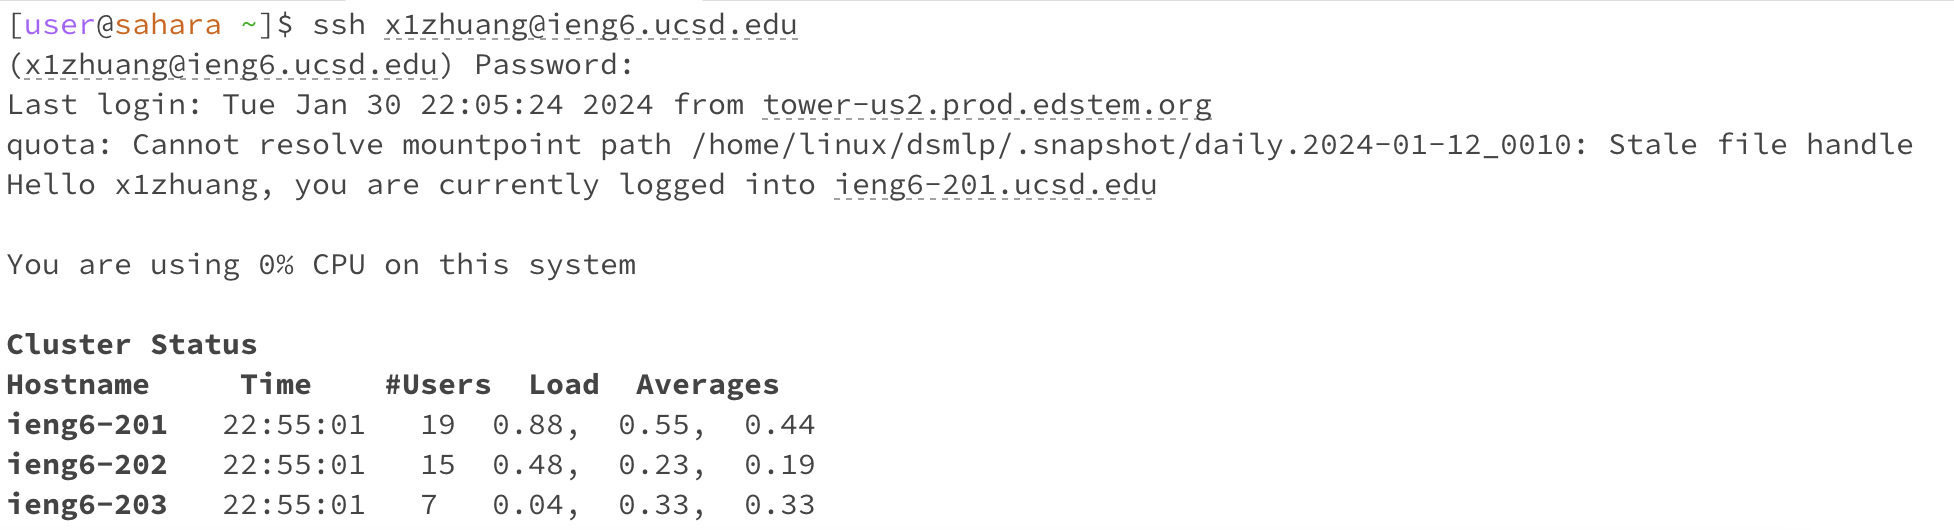 [user@sahara ~]$ ssh x1zhuang@ieng6.ucsd.edu
(x1zhuang@ieng6.ucsd.edu) Password:
Last login: Tue Jan 30 22:05:24 2024 from tower-us2.prod.edstem.org
quota: Cannot resolve mountpoint path /home/linux/dsmlp/.snapshot/daily.2024-01-12_0010: Stale file handle
Hello x1zhuang, you are currently logged into ieng6-201.ucsd.edu
You are using 0% CPU on this system
Cluster Status
Hostname     Time    #Users  Load  Averages
ieng6-201   22:55:01   19  0.88,  0.55,  0.44
ieng6-202   22:55:01   15  0.48,  0.23,  0.19
ieng6-203   22:55:01   7   0.04,  0.33,  0.33